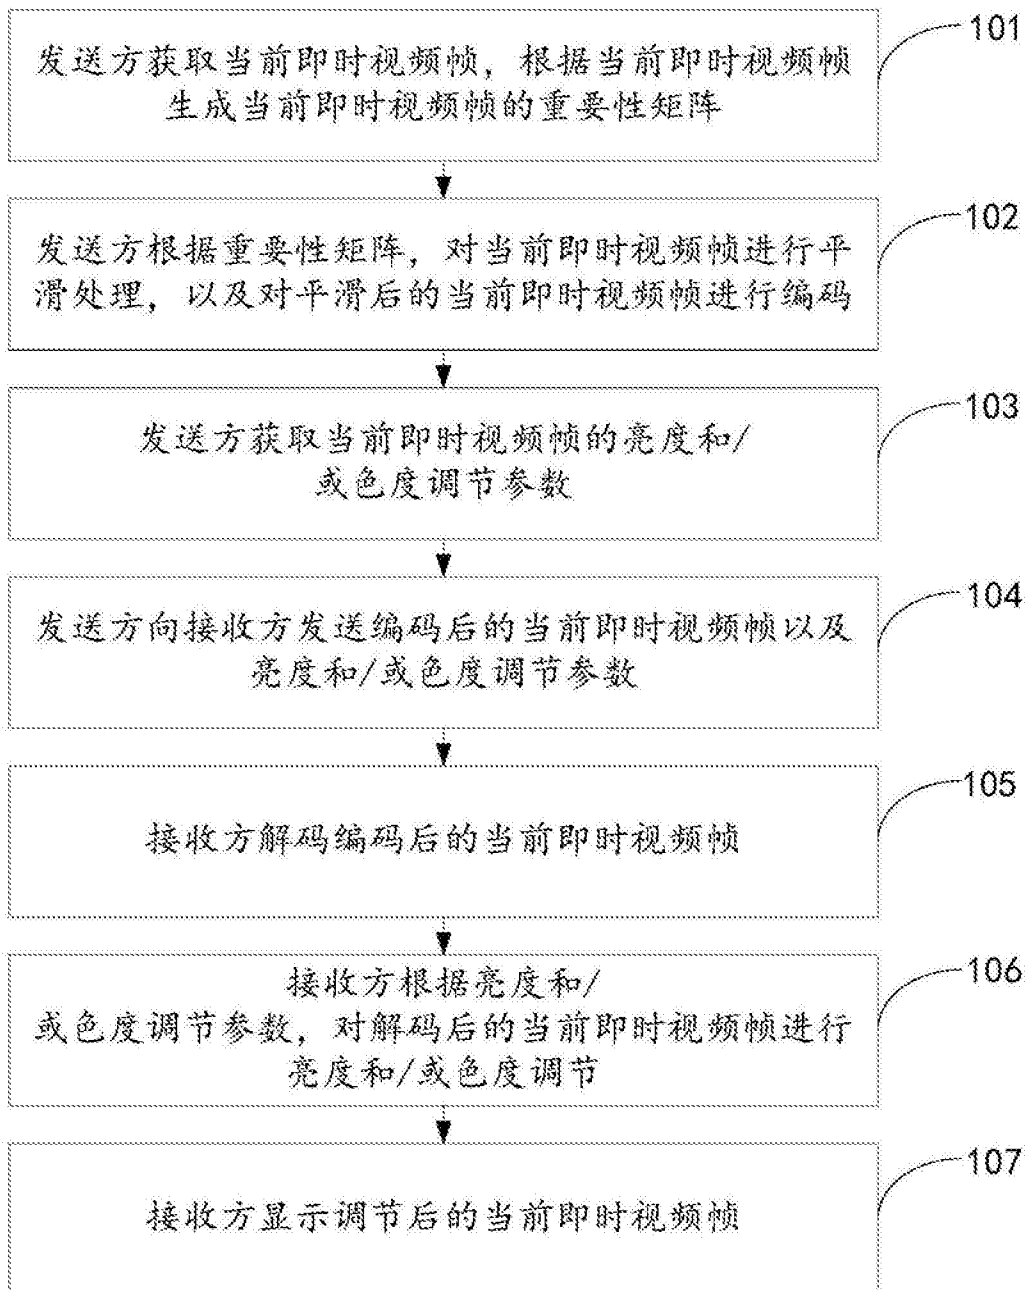 101
发送方获取当前即时视频帧，根据当前即时视频帧
生成当前即时视频帧的重要性矩阵
102
发送方根据重要性矩阵，对当前即时视频帧进行平
滑处理，以及对平滑后的当前即时视频帧进行编码
103
发送方获取当前即时视频帧的亮度和/
或色度调节参数
104
发送方向接收方发送编码后的当前即时视频帧以及
亮度和/或色度调节参数
105
接收方解码编码后的当前即时视频帧
106
接收方根据亮度和/
或色度调节参数，对解码后的当前即时视频帧进行
亮度和/或色度调节
107
接收方显示调节后的当前即时视频帧